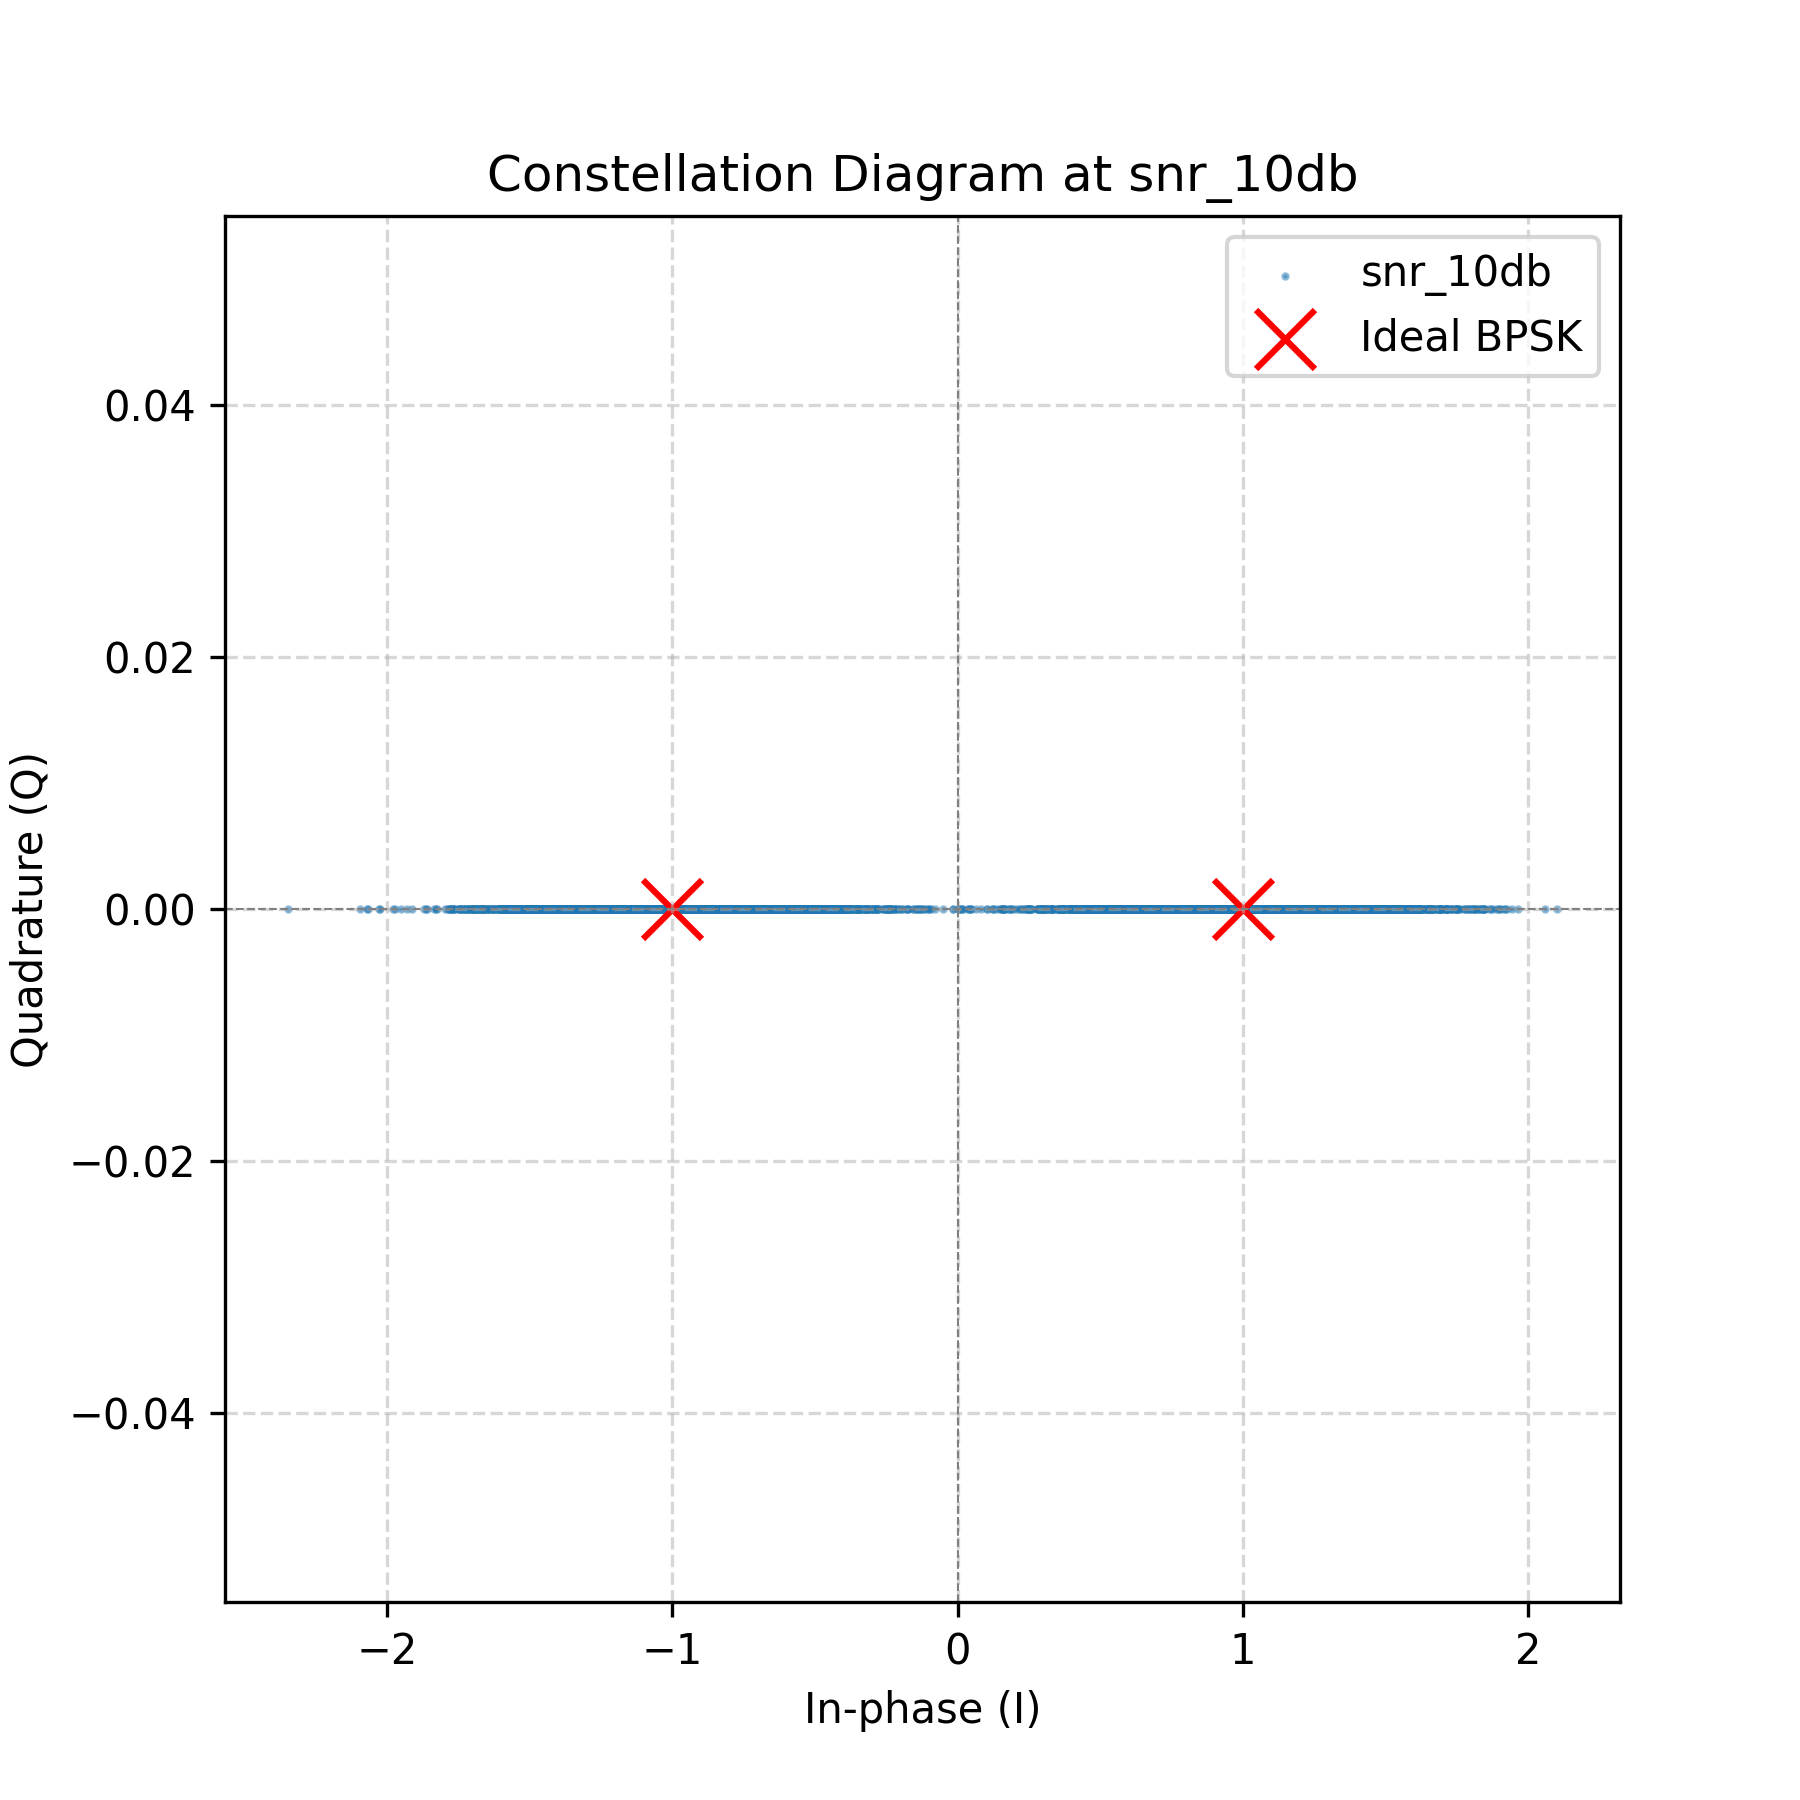 Constellation Diagram at snr_10db
snr_10db
Ideal BPSK
0.04
0.02
0.00
−0.02
−0.04
Quadrature (Q)
−2
−1
0
1
2
In-phase (I)